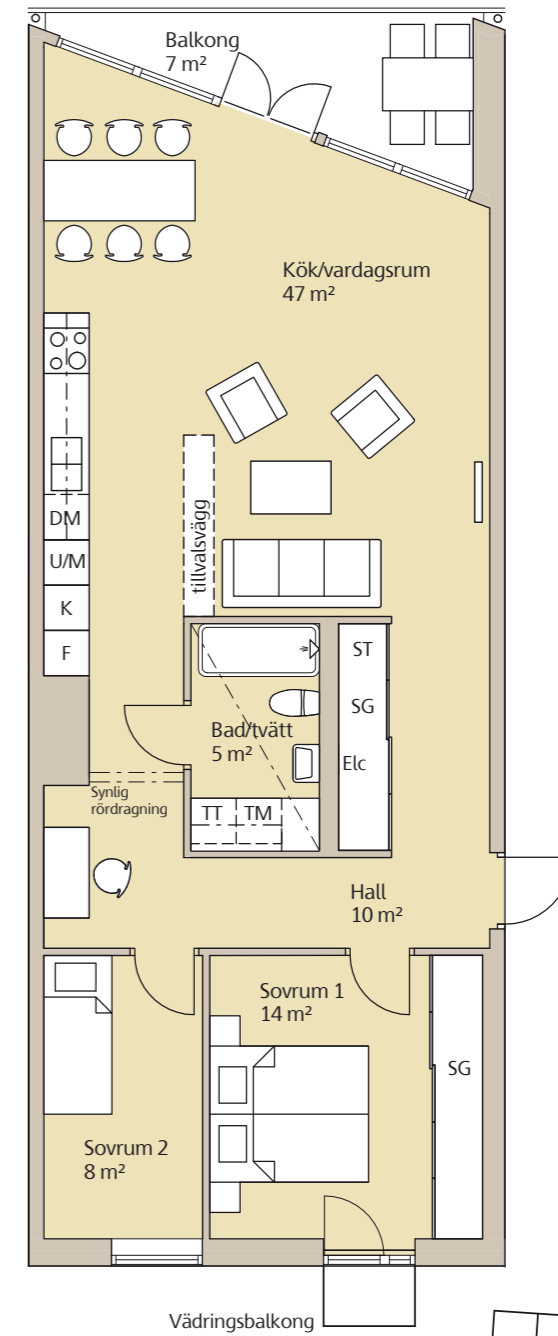 Balkong
7 m²
Kök/vardagsrum
47 m²
tillvalsvägg
DM
U/M
K
F
ST
SG
Elc
Bad/tvätt
5 m²
TT TM
Synlig
rördragning
Hall
10 m²
Sovrum 1
14 m²
SG
Sovrum 2
8 m²
Vädringsbalkong